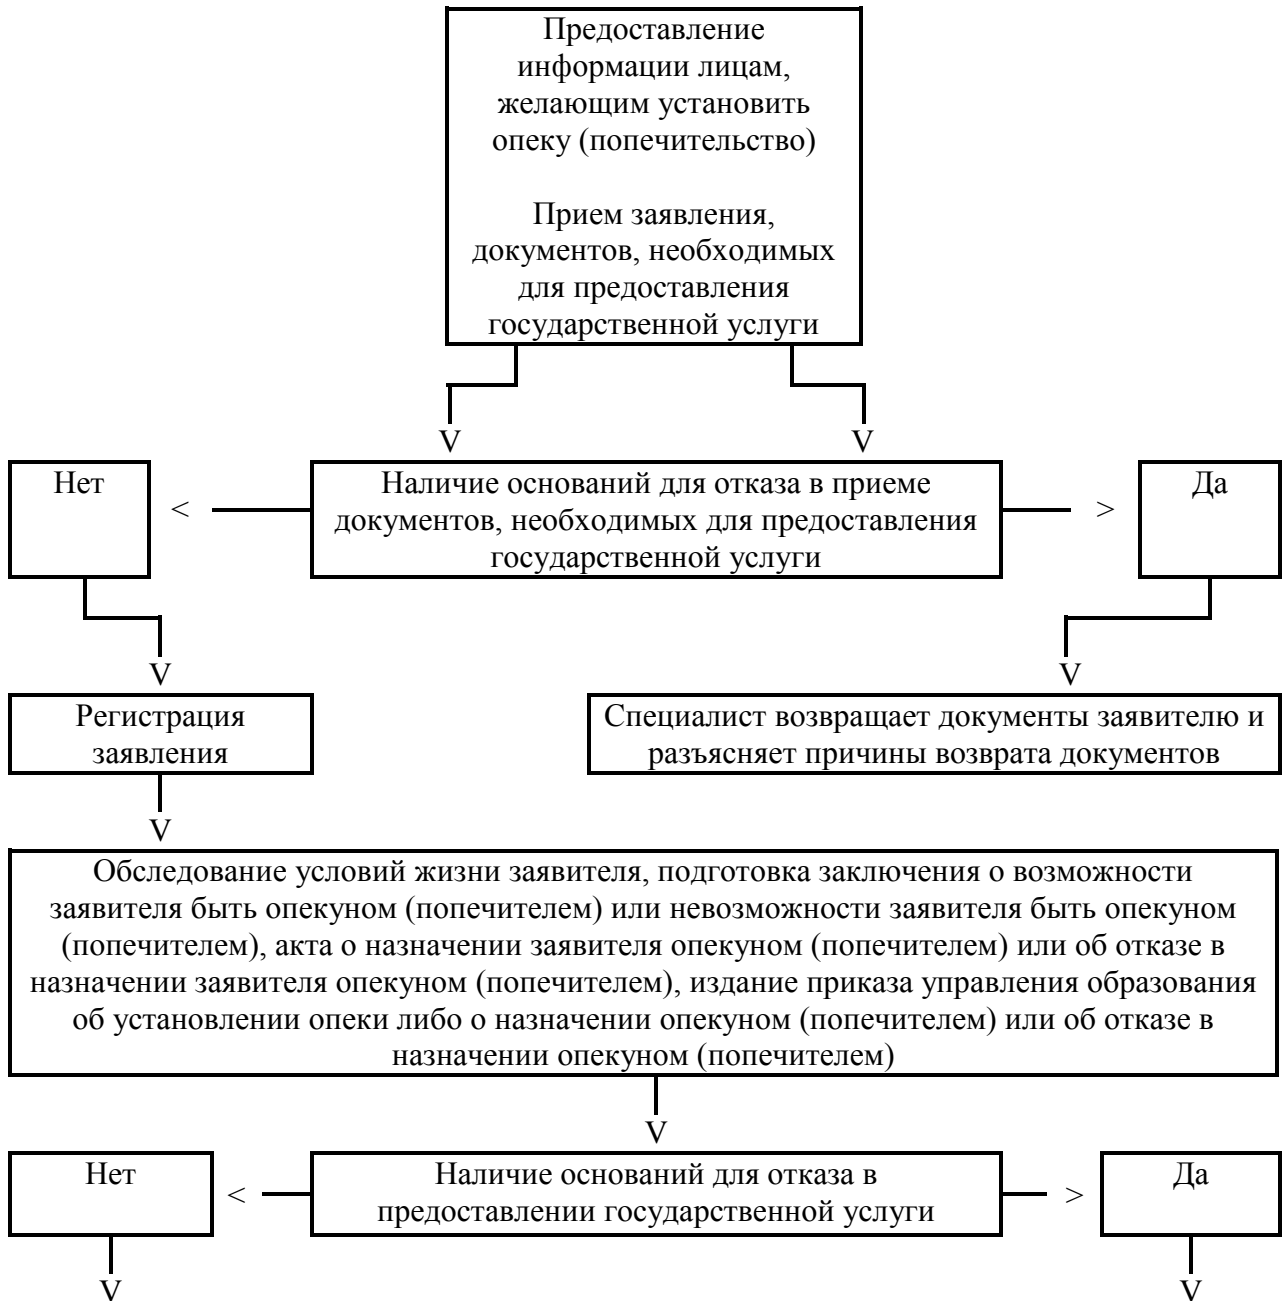 Предоставление
информации лицам,
желающим установить
опеку (попечительство)
Прием заявления,
документов, необходимых
для предоставления
государственной услуги
V V
Нет
<
Наличие оснований для отказа в приеме
документов, необходимых для предоставления
государственной услуги
>
Да
V V
Регистрация
заявления
Специалист возвращает документы заявителю и
разъясняет причины возврата документов
V
Обследование условий жизни заявителя, подготовка заключения о возможности
заявителя быть опекуном (попечителем) или невозможности заявителя быть опекуном
(попечителем), акта о назначении заявителя опекуном (попечителем) или об отказе в
назначении заявителя опекуном (попечителем), издание приказа управления образования
об установлении опеки либо о назначении опекуном (попечителем) или об отказе в
назначении опекуном (попечителем)
V
Нет
<
Наличие оснований для отказа в
предоставлении государственной услуги
>
Да
V V